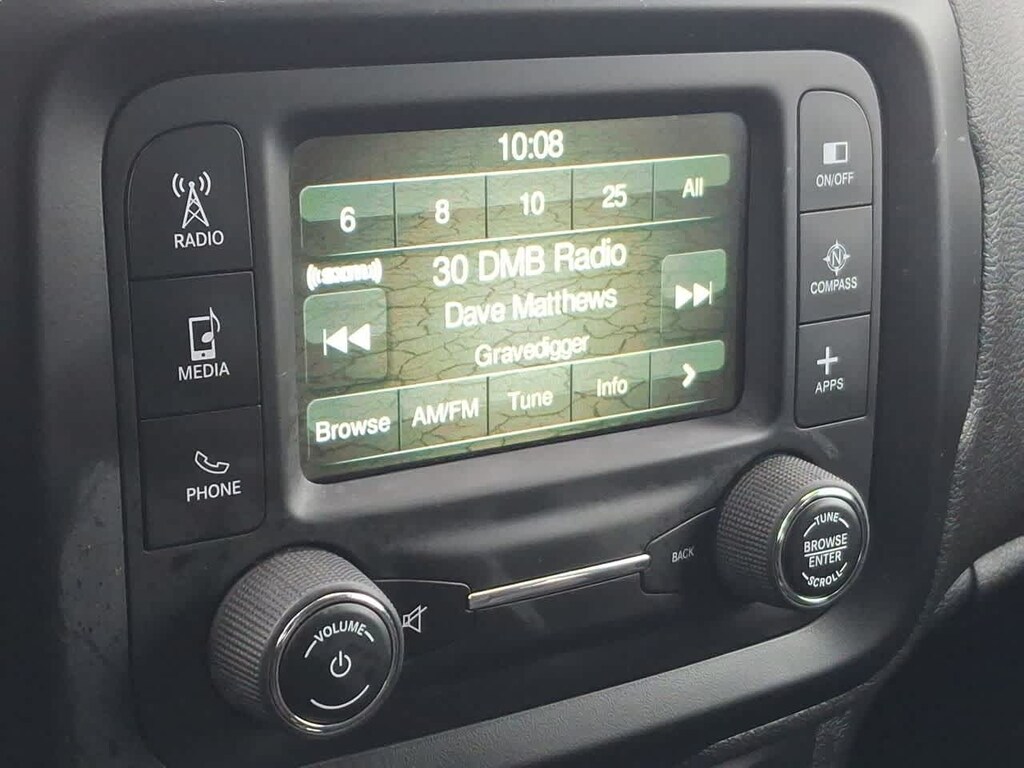 10:08
6 8 10 25 All
30 DMB Radio
Dave Matthews
Gravedigger
Browse AM/FM Tune Info
RADIO
MEDIA
PHONE
ON/OFF
N
COMPASS
APPS
VOLUME
BACK
TUNE
BROWSE
ENTER
SCROLL